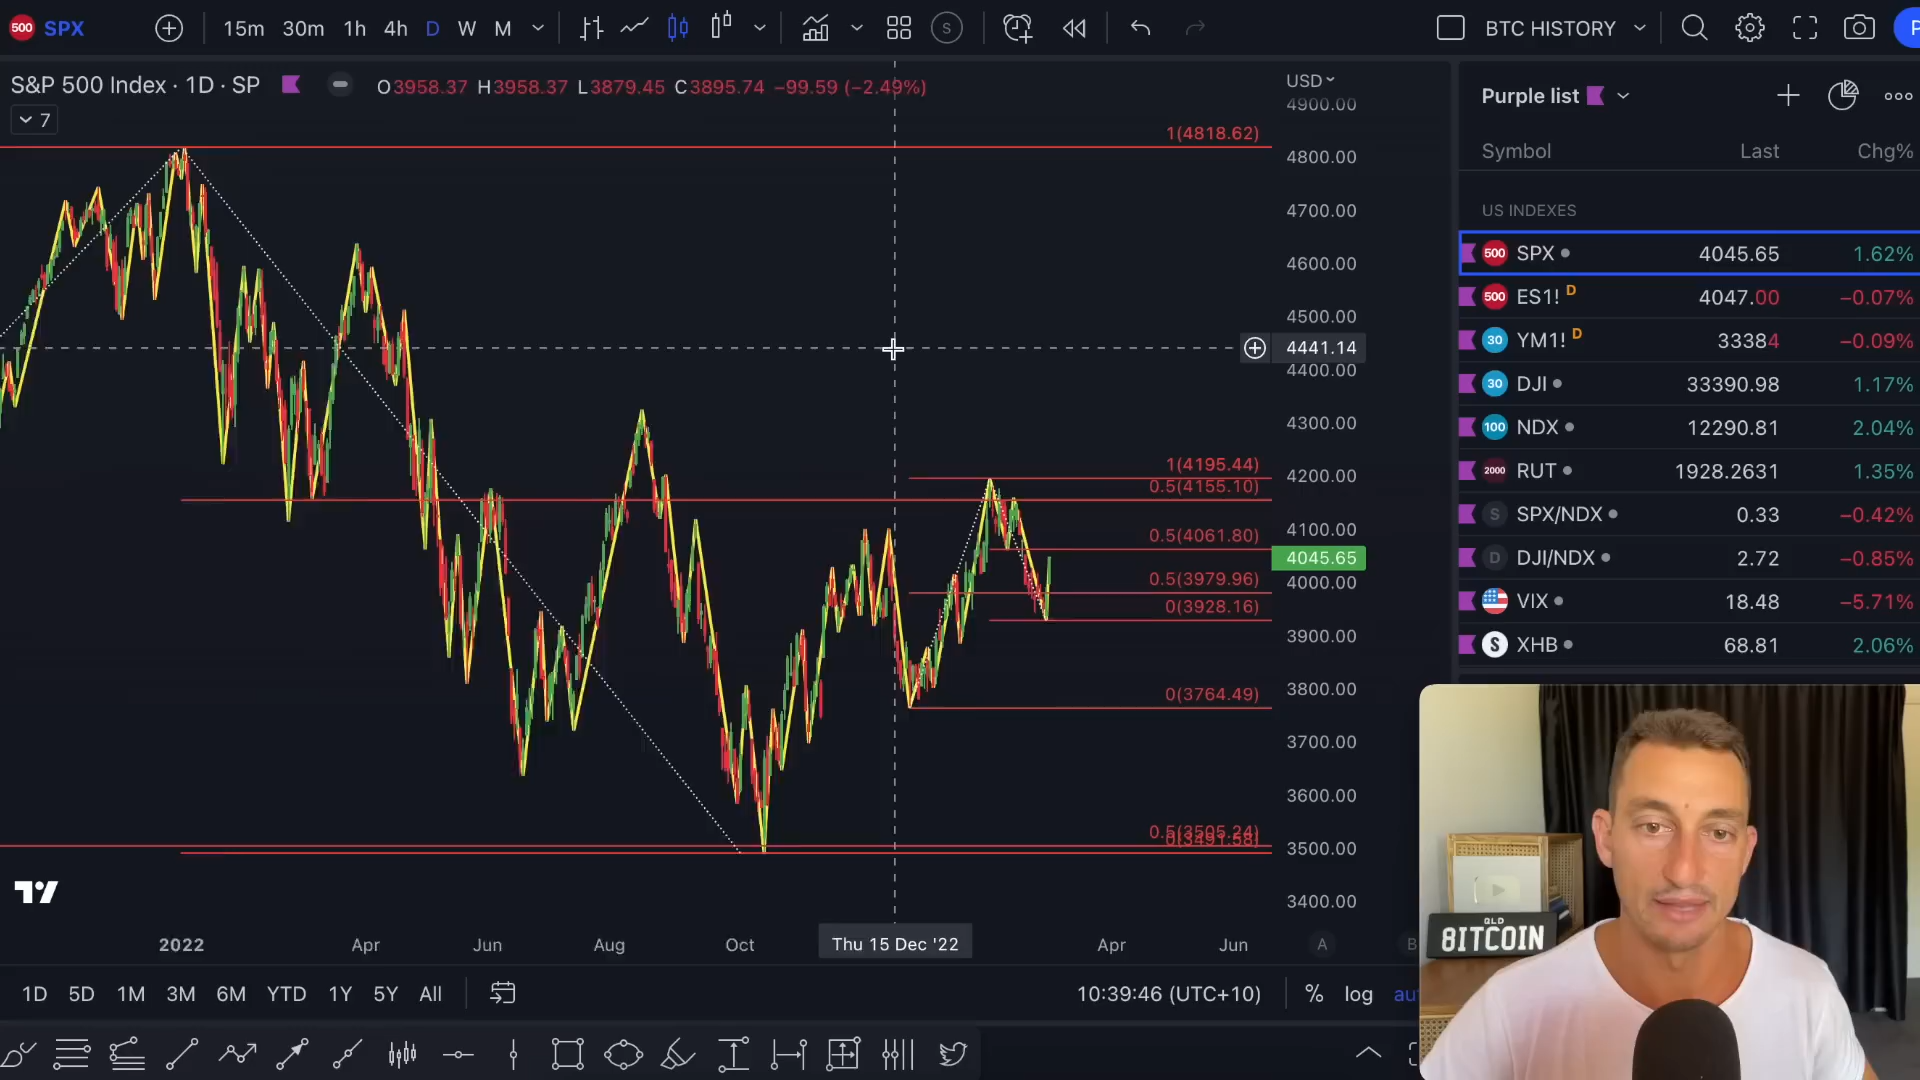 500 SPX 15m 30m 1h 4h D W M S BTC HISTORY P
S&P 500 Index · 1D · SP O3958.37 H3958.37 L3879.45 C3895.74 −99.59 (−2.49%)
7
USD
4900.00
1(4818.62)
4800.00
4700.00
4600.00
4500.00
4441.14
4400.00
4300.00
1(4195.44)
4200.00
0.5(4155.10)
4100.00
0.5(4061.80)
4045.65
0.5(3979.96)
4000.00
0(3928.16)
3900.00
0(3764.49)
3800.00
3700.00
3600.00
0.5(3505.24)
0(3491.58)
3500.00
3400.00
2022 Apr Jun Aug Oct Thu 15 Dec '22 Apr Jun A B
1D 5D 1M 3M 6M YTD 1Y 5Y All 10:39:46 (UTC+10) % log au
Purple list
Symbol Last Chg%
US INDEXES
500 SPX 4045.65 1.62%
500 ES1! D 4047.00 −0.07%
30 YM1! D 33384 −0.09%
30 DJI 33390.98 1.17%
100 NDX 12290.81 2.04%
2000 RUT 1928.2631 1.35%
S SPX/NDX 0.33 −0.42%
D DJI/NDX 2.72 −0.85%
VIX 18.48 −5.71%
S XHB 68.81 2.06%
QLD
8ITCOIN